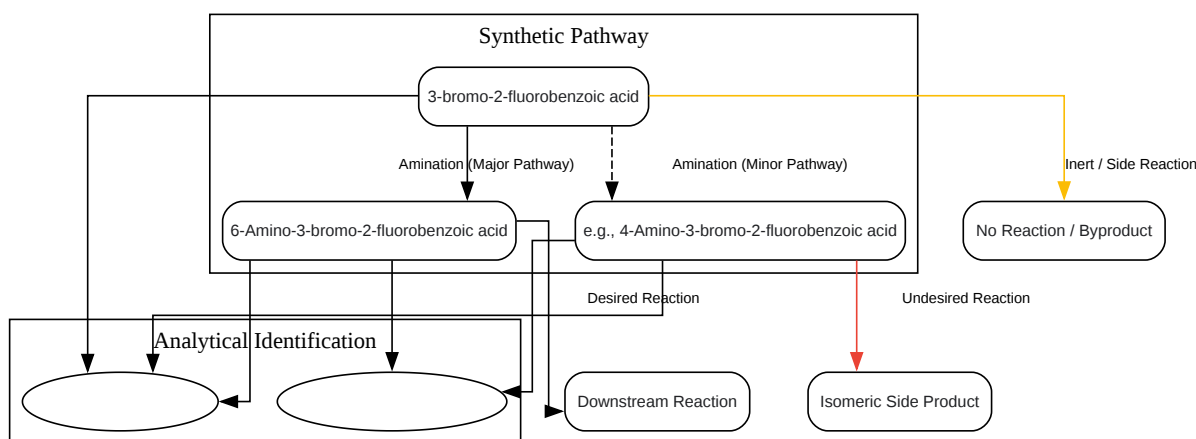 Synthetic Pathway
3-bromo-2-fluorobenzoic acid
Amination (Major Pathway)
Amination (Minor Pathway)
Inert / Side Reaction
6-Amino-3-bromo-2-fluorobenzoic acid
e.g., 4-Amino-3-bromo-2-fluorobenzoic acid
No Reaction / Byproduct
Desired Reaction
Undesired Reaction
Analytical Identification
Downstream Reaction
Isomeric Side Product